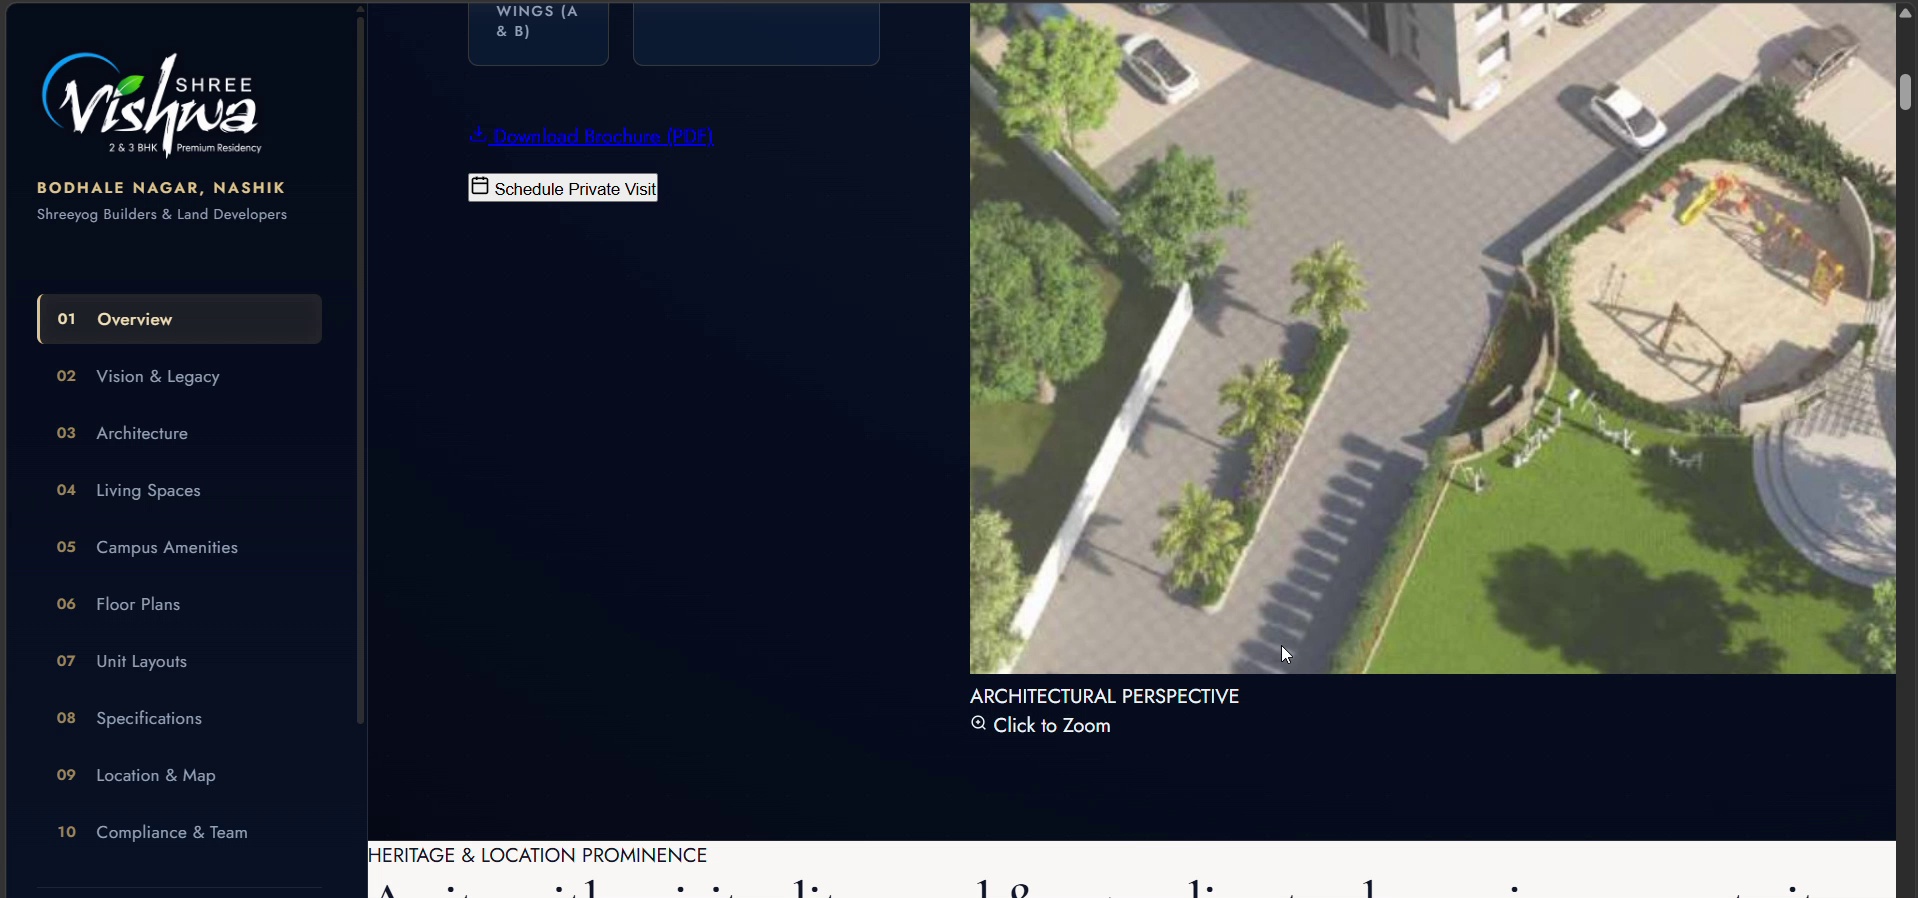 SHREE
Vishwa
2 & 3 BHK Premium Residency
BODHALE NAGAR, NASHIK
Shreeyog Builders & Land Developers
01 Overview
02 Vision & Legacy
03 Architecture
04 Living Spaces
05 Campus Amenities
06 Floor Plans
07 Unit Layouts
08 Specifications
09 Location & Map
10 Compliance & Team
WINGS (A
& B)
Download Brochure (PDF)
Schedule Private Visit
ARCHITECTURAL PERSPECTIVE
Click to Zoom
HERITAGE & LOCATION PROMINENCE